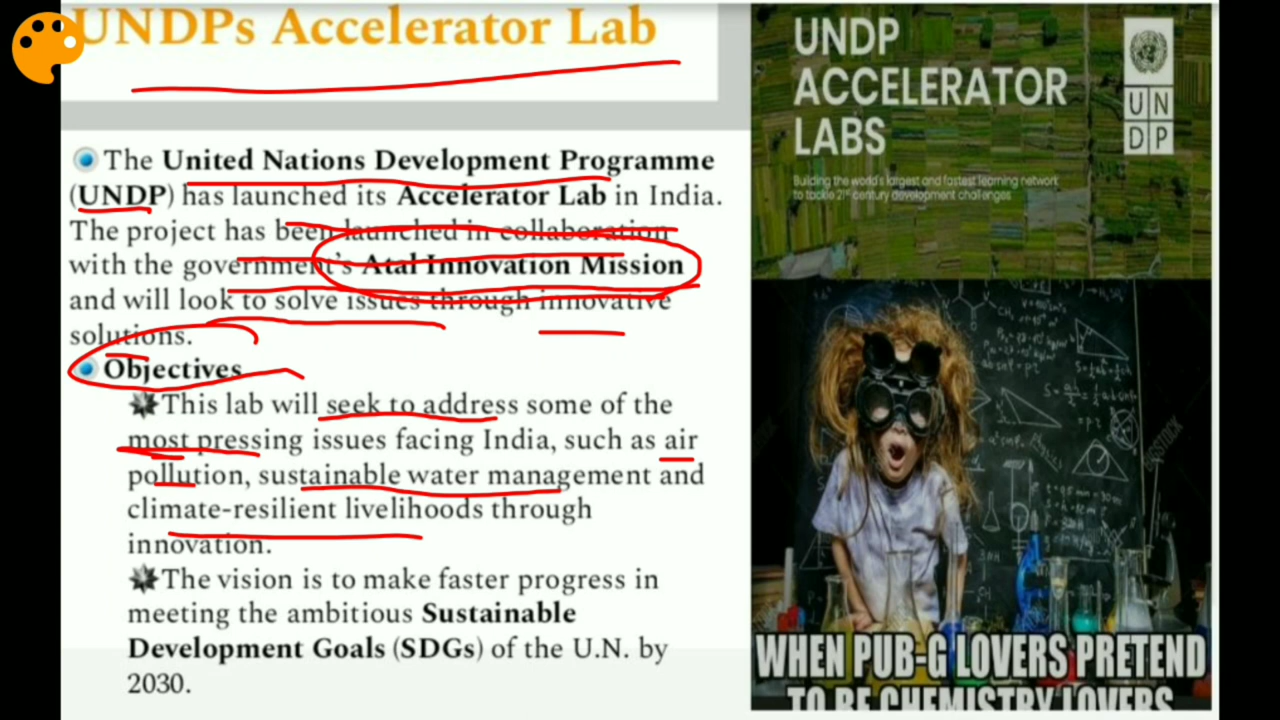 UNDPs Accelerator Lab
The United Nations Development Programme
(UNDP) has launched its Accelerator Lab in India.
The project has been launched in collaboration
with the government's Atal Innovation Mission
and will look to solve issues through innovative
solutions.
Objectives
This lab will seek to address some of the
most pressing issues facing India, such as air
pollution, sustainable water management and
climate-resilient livelihoods through
innovation.
The vision is to make faster progress in
meeting the ambitious Sustainable
Development Goals (SDGs) of the U.N. by
2030.
UNDP
ACCELERATOR
LABS
Building the world's largest and fastest learning network
to tackle 21st century development challenges
U N
D P
WHEN PUB-G LOVERS PRETEND
TO BE CHEMISTRY LOVERS